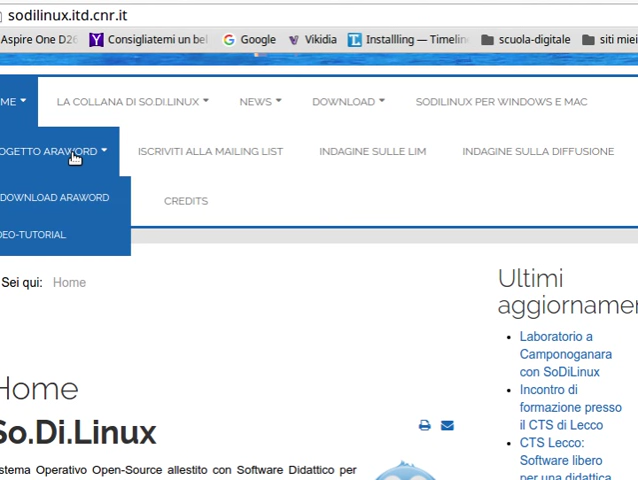 sodilinux.itd.cnr.it
Aspire One D26 Consigliatemi un bel Google Vikidia Installling — Timeline scuola-digitale siti miei
ME LA COLLANA DI SO.DI.LINUX NEWS DOWNLOAD SODILINUX PER WINDOWS E MAC
OGETTO ARAWORD ISCRIVITI ALLA MAILING LIST INDAGINE SULLE LIM INDAGINE SULLA DIFFUSIONE
DOWNLOAD ARAWORD CREDITS
DEO-TUTORIAL
Sei qui: Home
Ultimi
aggiornamen
Laboratorio a
Camponoganara
con SoDiLinux
Incontro di
formazione presso
il CTS di Lecco
CTS Lecco:
Software libero
per una didattica
Home
So.Di.Linux
stema Operativo Open-Source allestito con Software Didattico per